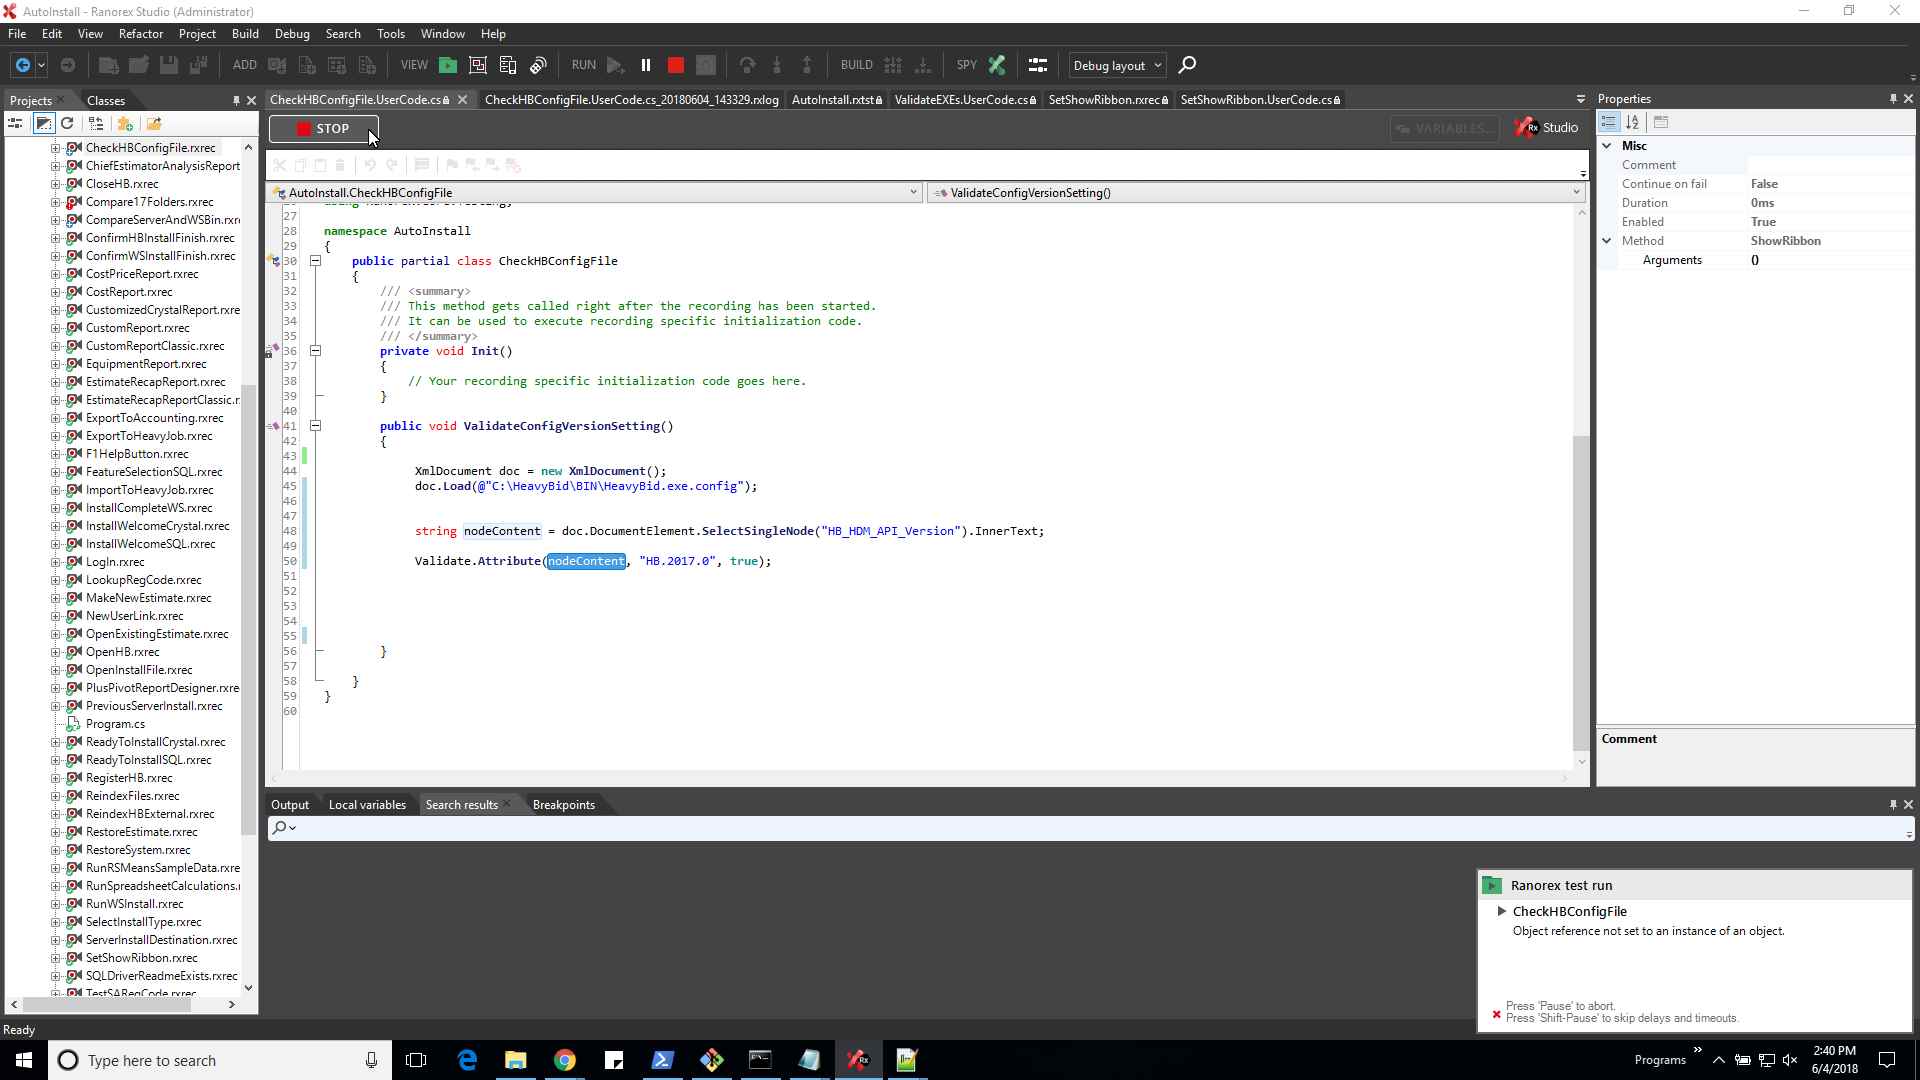 AutoInstall - Ranorex Studio (Administrator)
File Edit View Refactor Project Build Debug Search Tools Window Help
ADD VIEW RUN BUILD SPY Debug layout
Projects Classes
CheckHBConfigFile.UserCode.cs CheckHBConfigFile.UserCode.cs_20180604_143329.rxlog AutoInstall.rxtst ValidateEXEs.UserCode.cs SetShowRibbon.rxrec SetShowRibbon.UserCode.cs
STOP VARIABLES... Rx Studio
AutoInstall.CheckHBConfigFile ValidateConfigVersionSetting()
CheckHBConfigFile.rxrec
ChiefEstimatorAnalysisReport
CloseHB.rxrec
Compare17Folders.rxrec
CompareServerAndWSBin.rxr
ConfirmHBInstallFinish.rxrec
ConfirmWSInstallFinish.rxrec
CostPriceReport.rxrec
CostReport.rxrec
CustomizedCrystalReport.rxre
CustomReport.rxrec
CustomReportClassic.rxrec
EquipmentReport.rxrec
EstimateRecapReport.rxrec
EstimateRecapReportClassic.r
ExportToAccounting.rxrec
ExportToHeavyJob.rxrec
F1HelpButton.rxrec
FeatureSelectionSQL.rxrec
ImportToHeavyJob.rxrec
InstallCompleteWS.rxrec
InstallWelcomeCrystal.rxrec
InstallWelcomeSQL.rxrec
LogIn.rxrec
LookupRegCode.rxrec
MakeNewEstimate.rxrec
NewUserLink.rxrec
OpenExistingEstimate.rxrec
OpenHB.rxrec
OpenInstallFile.rxrec
PlusPivotReportDesigner.rxre
PreviousServerInstall.rxrec
Program.cs
ReadyToInstallCrystal.rxrec
ReadyToInstallSQL.rxrec
RegisterHB.rxrec
ReindexFiles.rxrec
ReindexHBExternal.rxrec
RestoreEstimate.rxrec
RestoreSystem.rxrec
RunRSMeansSampleData.rxre
RunSpreadsheetCalculations.
RunWSInstall.rxrec
SelectInstallType.rxrec
ServerInstallDestination.rxrec
SetShowRibbon.rxrec
SQLDriverReadmeExists.rxrec
TestSARegCode.rxrec
27
28 namespace AutoInstall
29 {
30 public partial class CheckHBConfigFile
31 {
32 /// <summary>
33 /// This method gets called right after the recording has been started.
34 /// It can be used to execute recording specific initialization code.
35 /// </summary>
36 private void Init()
37 {
38 // Your recording specific initialization code goes here.
39 }
40
41 public void ValidateConfigVersionSetting()
42 {
43
44 XmlDocument doc = new XmlDocument();
45 doc.Load(@"C:\HeavyBid\BIN\HeavyBid.exe.config");
46
47
48 string nodeContent = doc.DocumentElement.SelectSingleNode("HB_HDM_API_Version").InnerText;
49
50 Validate.Attribute(nodeContent, "HB.2017.0", true);
51
52
53
54
55
56 }
57
58 }
59 }
60
Properties
Misc
Comment
Continue on fail False
Duration 0ms
Enabled True
Method ShowRibbon
Arguments ()
Comment
Output Local variables Search results Breakpoints
Ranorex test run
CheckHBConfigFile
Object reference not set to an instance of an object.
Press 'Pause' to abort.
Press 'Shift-Pause' to skip delays and timeouts.
Ready
Type here to search
Programs
2:40 PM
6/4/2018